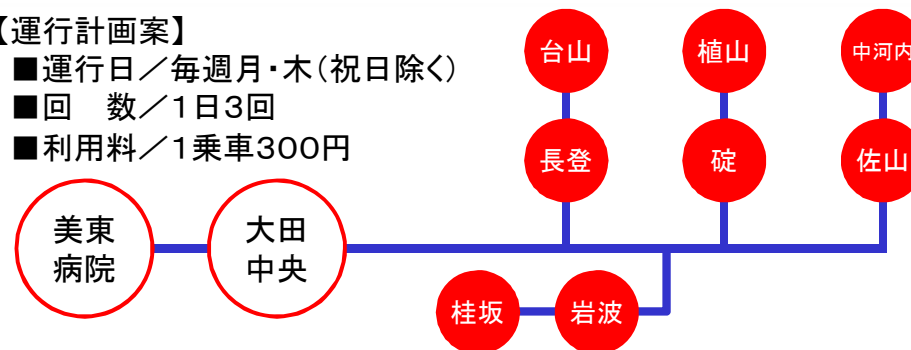 【運行計画案】
■運行日／毎週月・木（祝日除く）
■回　数／1日3回
■利用料／1乗車300円
台山
植山
中河内
長登
碇
佐山
美東
病院
大田
中央
桂坂
岩波